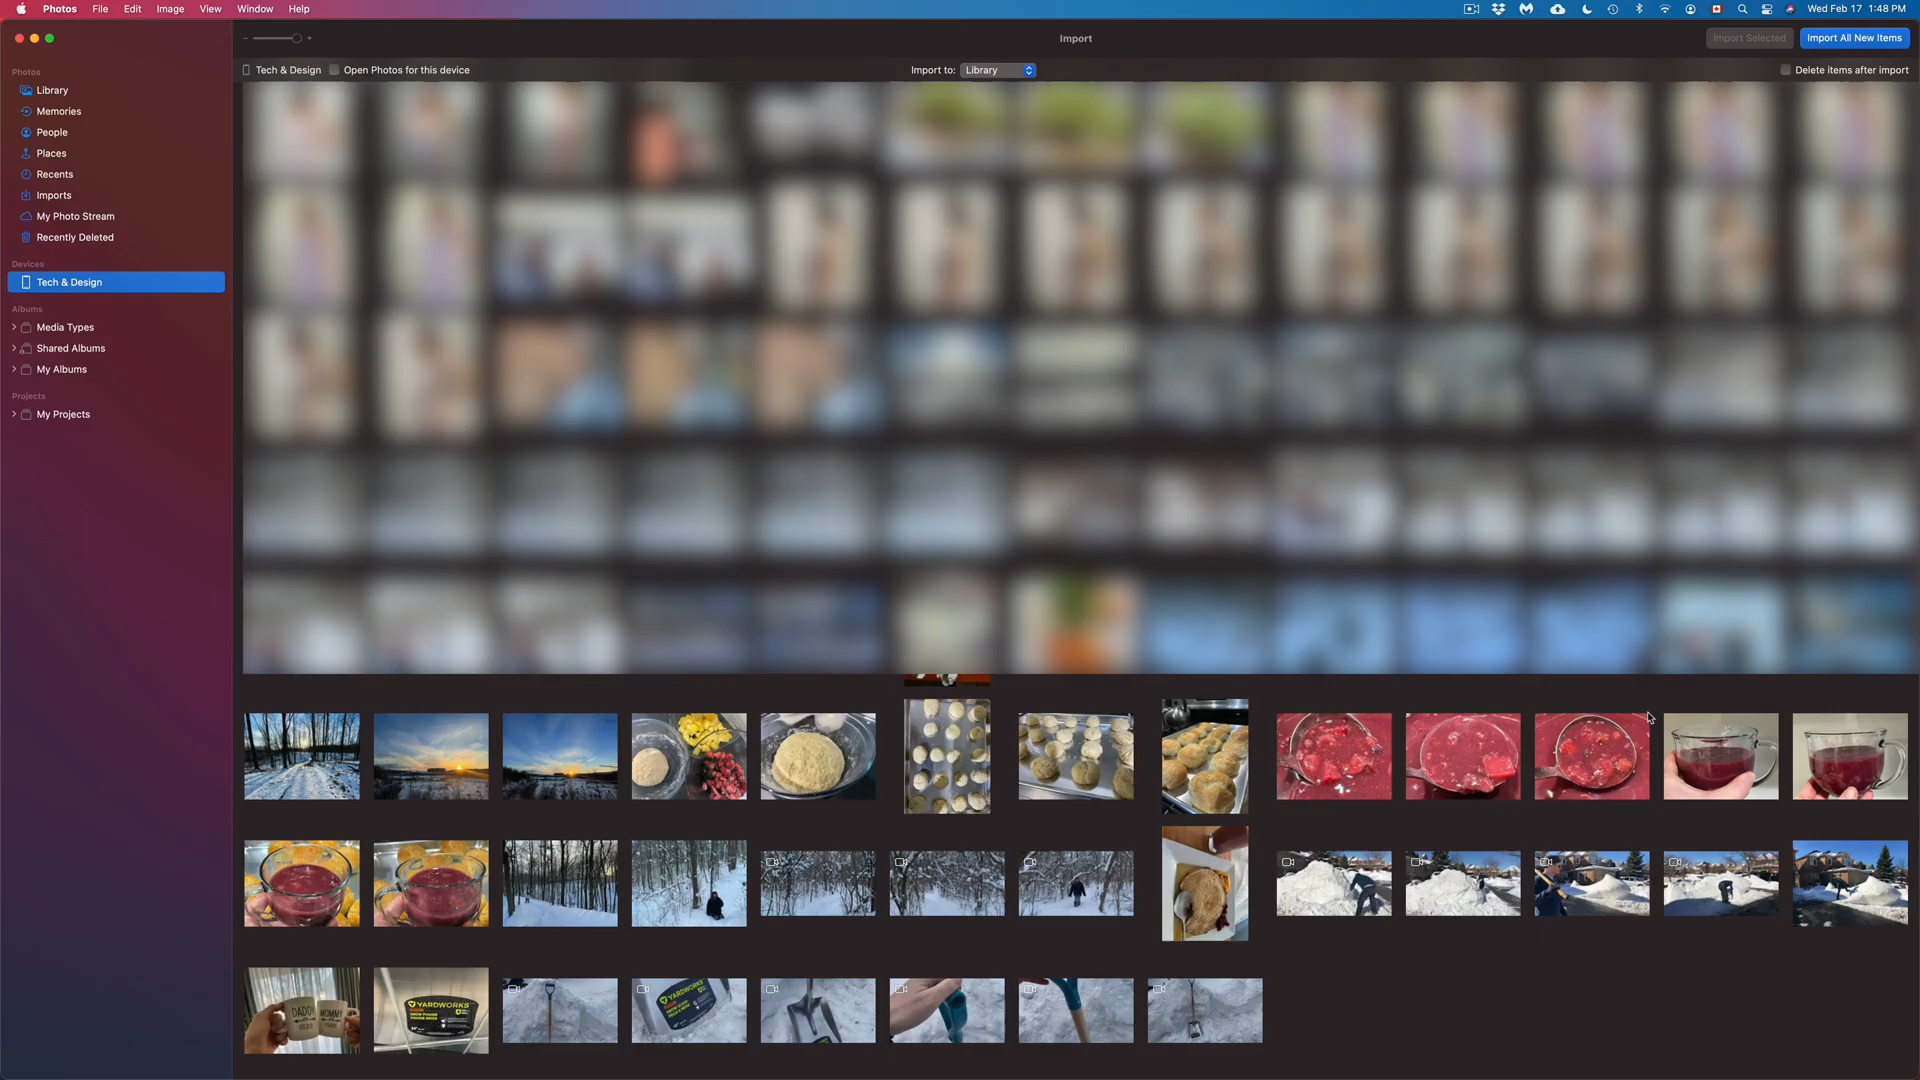 Photos File Edit Image View Window Help
Wed Feb 17 1:48 PM
Import
Import Selected
Import All New Items
Tech & Design
Open Photos for this device
Import to: Library
Delete items after import
Photos
Library
Memories
People
Places
Recents
Imports
My Photo Stream
Recently Deleted
Devices
Tech & Design
Albums
Media Types
Shared Albums
My Albums
Projects
My Projects
DADDY
MOMMY
YARDWORKS
SNOW PUSHER
YARDWORKS